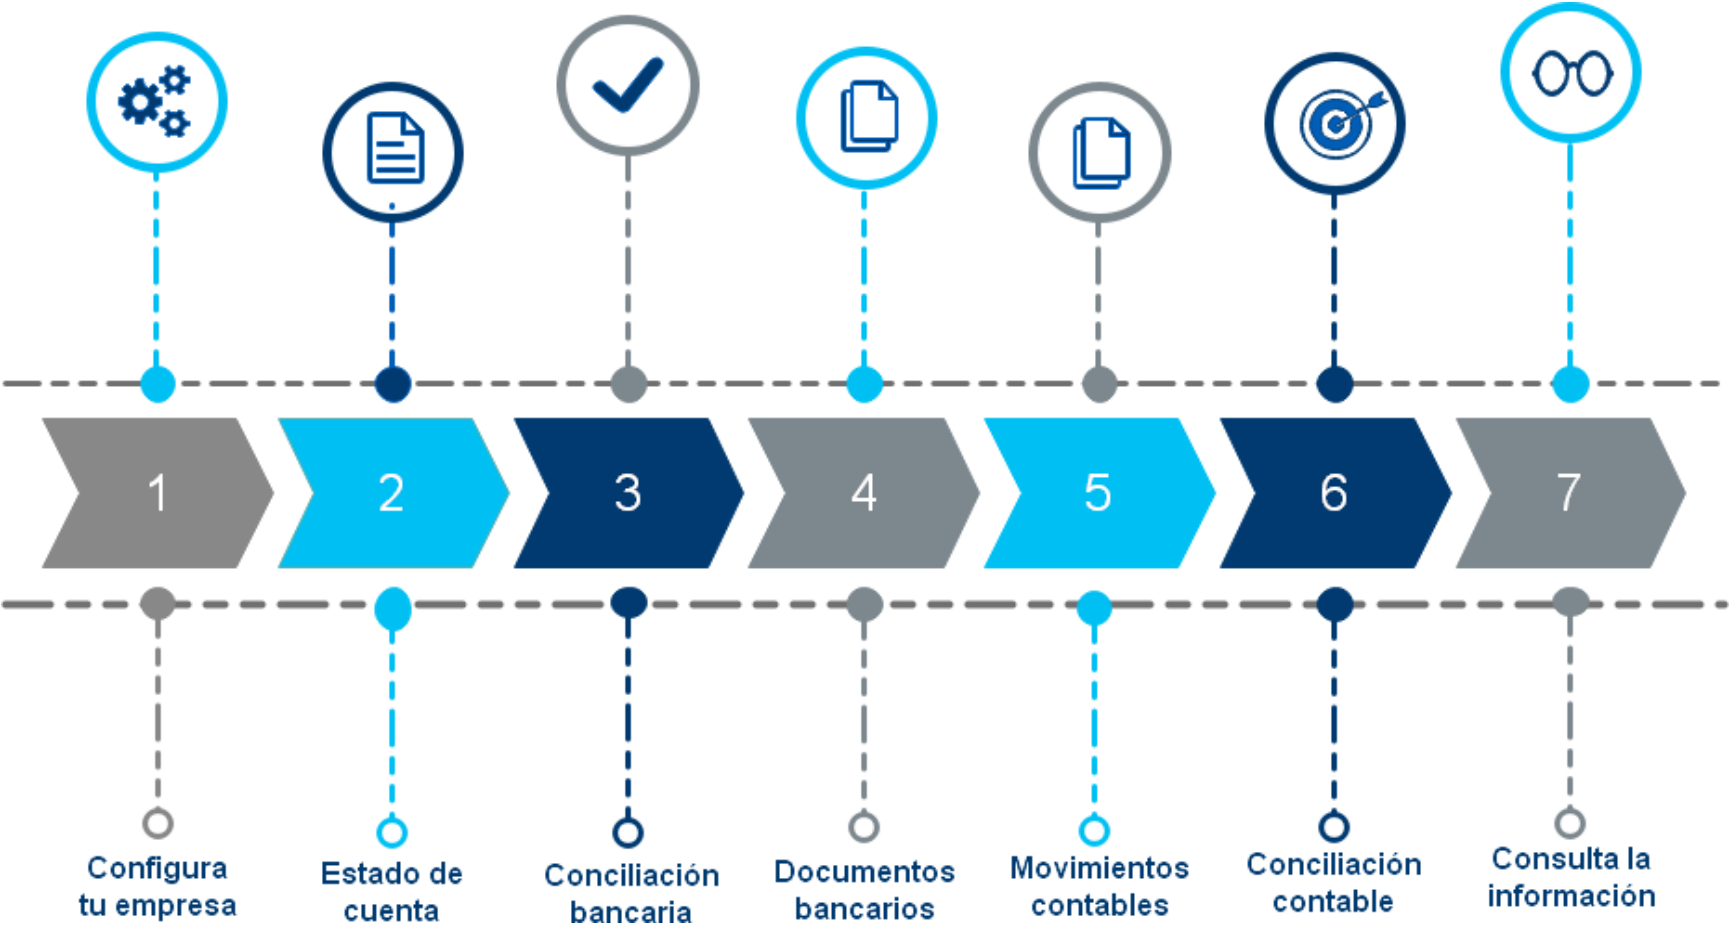 1
2
3
4
5
6
7
Configura
tu empresa
Estado de
cuenta
Conciliación
bancaria
Documentos
bancarios
Movimientos
contables
Conciliación
contable
Consulta la
información